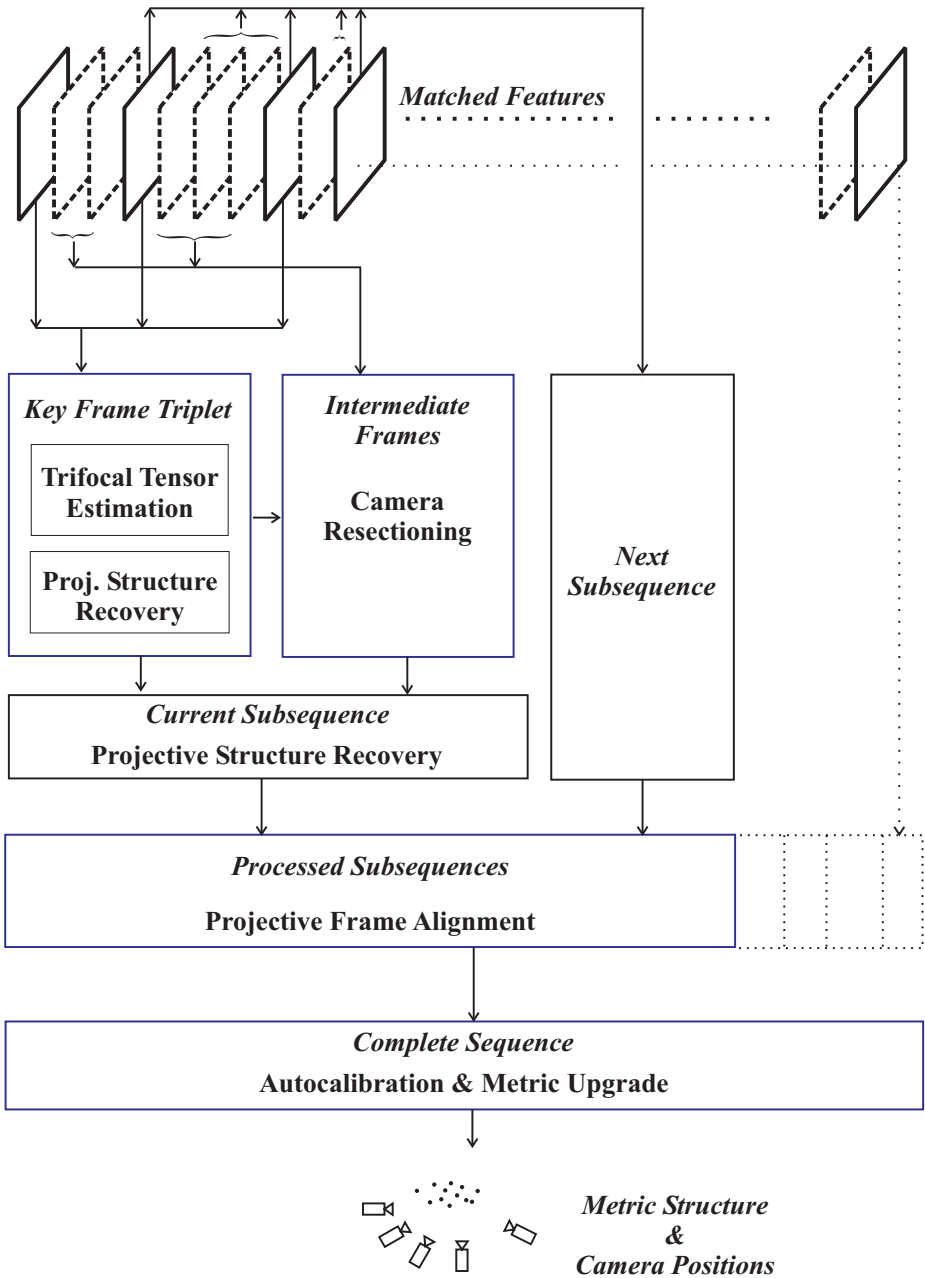 Matched Features
Key Frame Triplet
Trifocal Tensor
Estimation
Proj. Structure
Recovery
Intermediate
Frames
Camera
Resectioning
Next
Subsequence
Current Subsequence
Projective Structure Recovery
Processed Subsequences
Projective Frame Alignment
Complete Sequence
Autocalibration & Metric Upgrade
Metric Structure
&
Camera Positions